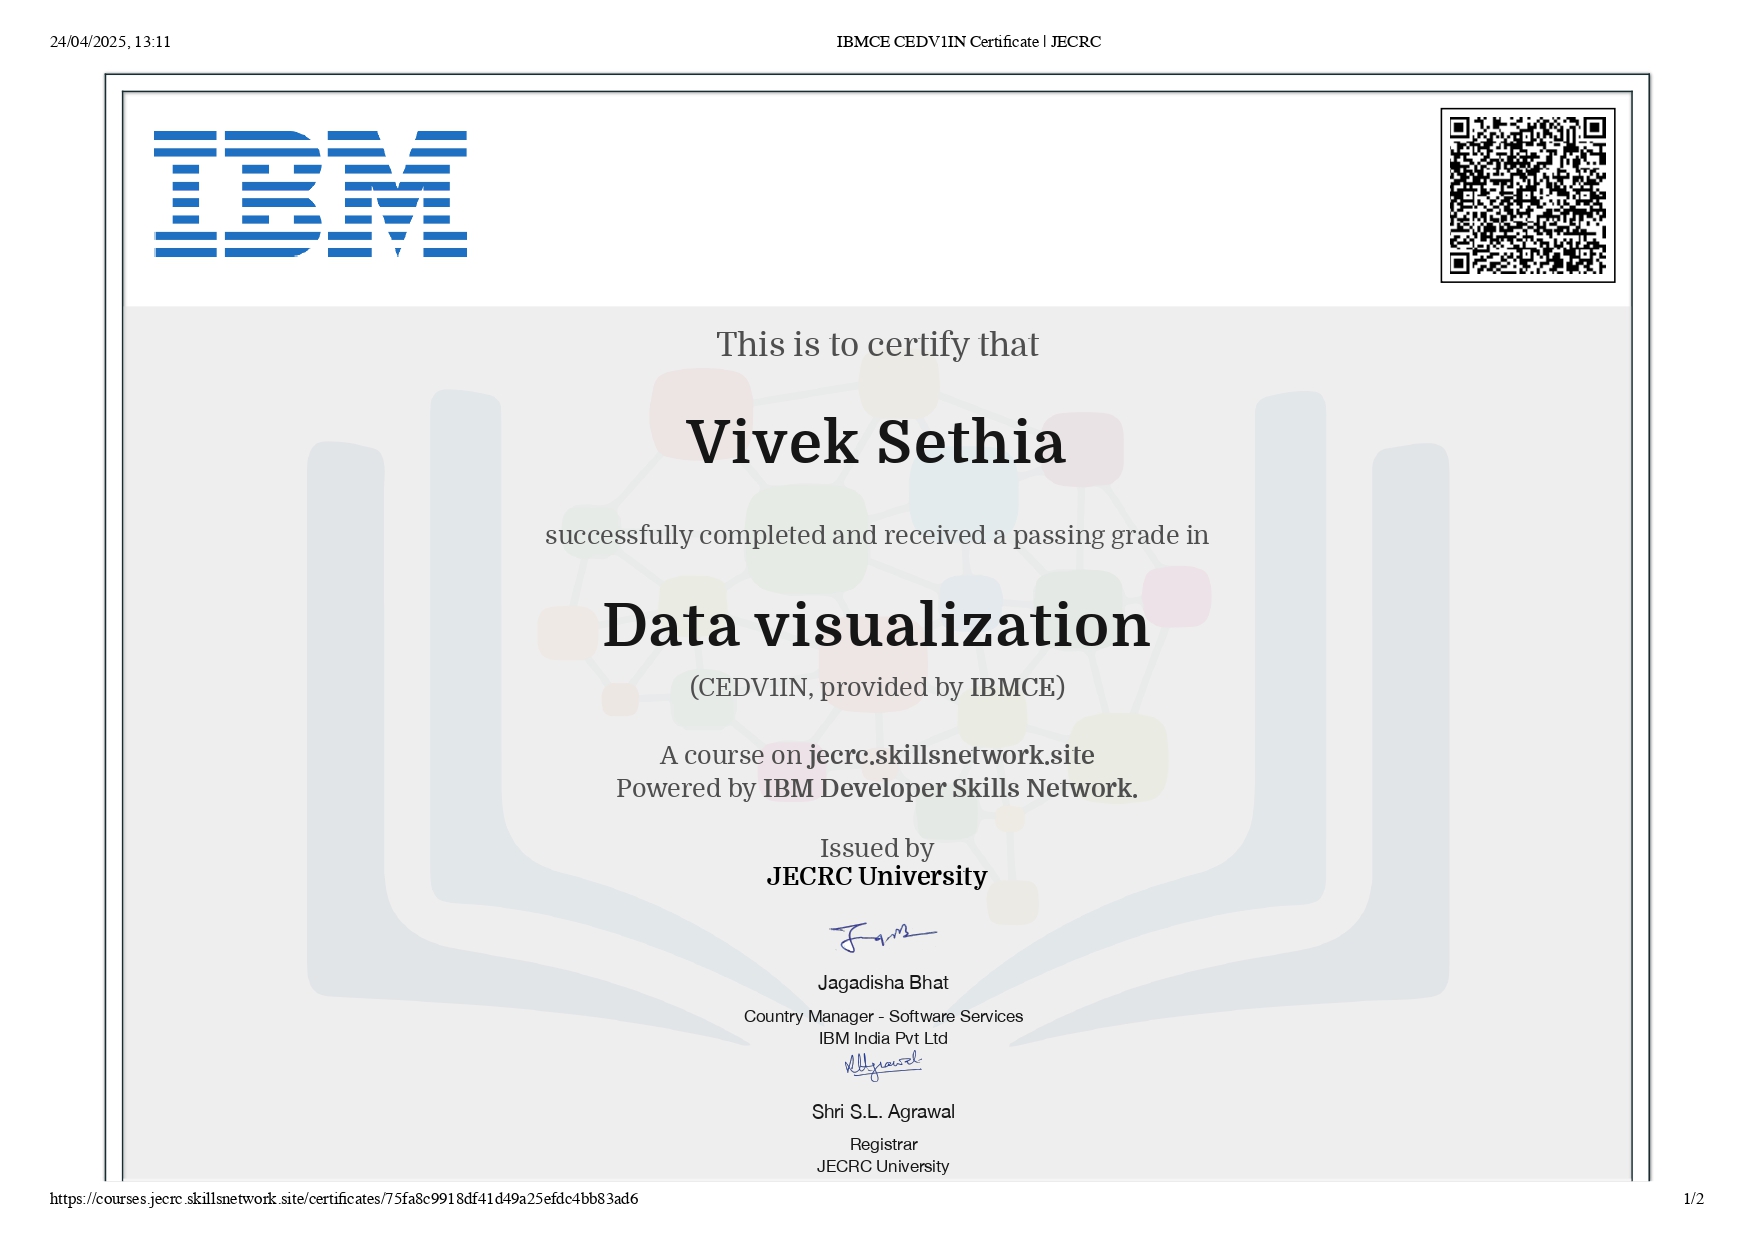 24/04/2025, 13:11
IBMCE CEDV1IN Certificate | JECRC
IBM
This is to certify that
Vivek Sethia
successfully completed and received a passing grade in
Data visualization
(CEDV1IN, provided by IBMCE)
A course on jecrc.skillsnetwork.site
Powered by IBM Developer Skills Network.
Issued by
JECRC University
Jagadisha Bhat
Country Manager - Software Services
IBM India Pvt Ltd
Shri S.L. Agrawal
Registrar
JECRC University
https://courses.jecrc.skillsnetwork.site/certificates/75fa8c9918df41d49a25efdc4bb83ad6
1/2